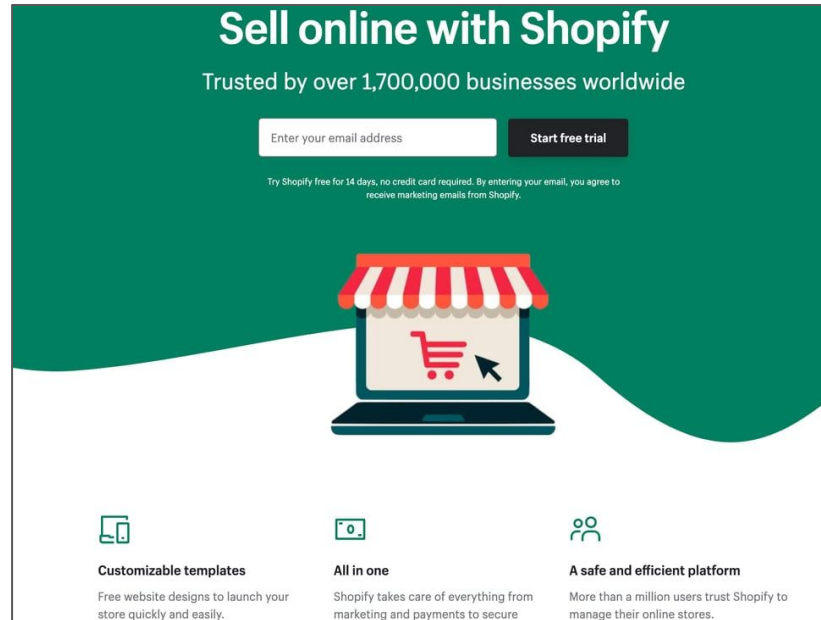 Sell online with Shopify
Trusted by over 1,700,000 businesses worldwide
Enter your email address
Start free trial
Try Shopify free for 14 days, no credit card required. By entering your email, you agree to
receive marketing emails from Shopify.
Customizable templates
Free website designs to launch your
store quickly and easily.
All in one
Shopify takes care of everything from
marketing and payments to secure
A safe and efficient platform
More than a million users trust Shopify to
manage their online stores.